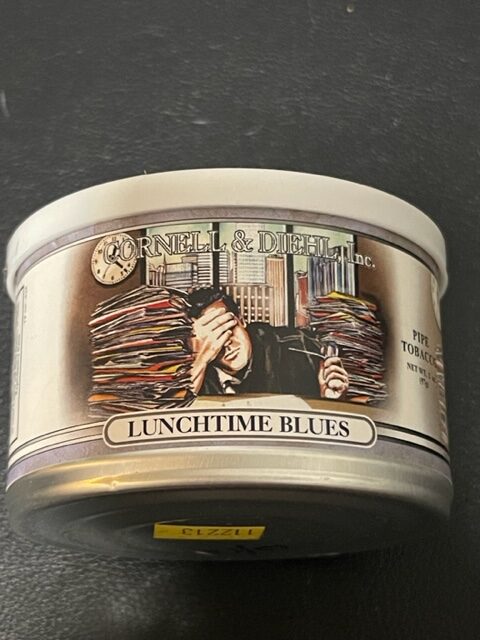 CORNELL & DIEHL, Inc.
PIPE
TOBACCO
NET WT.
LUNCHTIME BLUES
112213